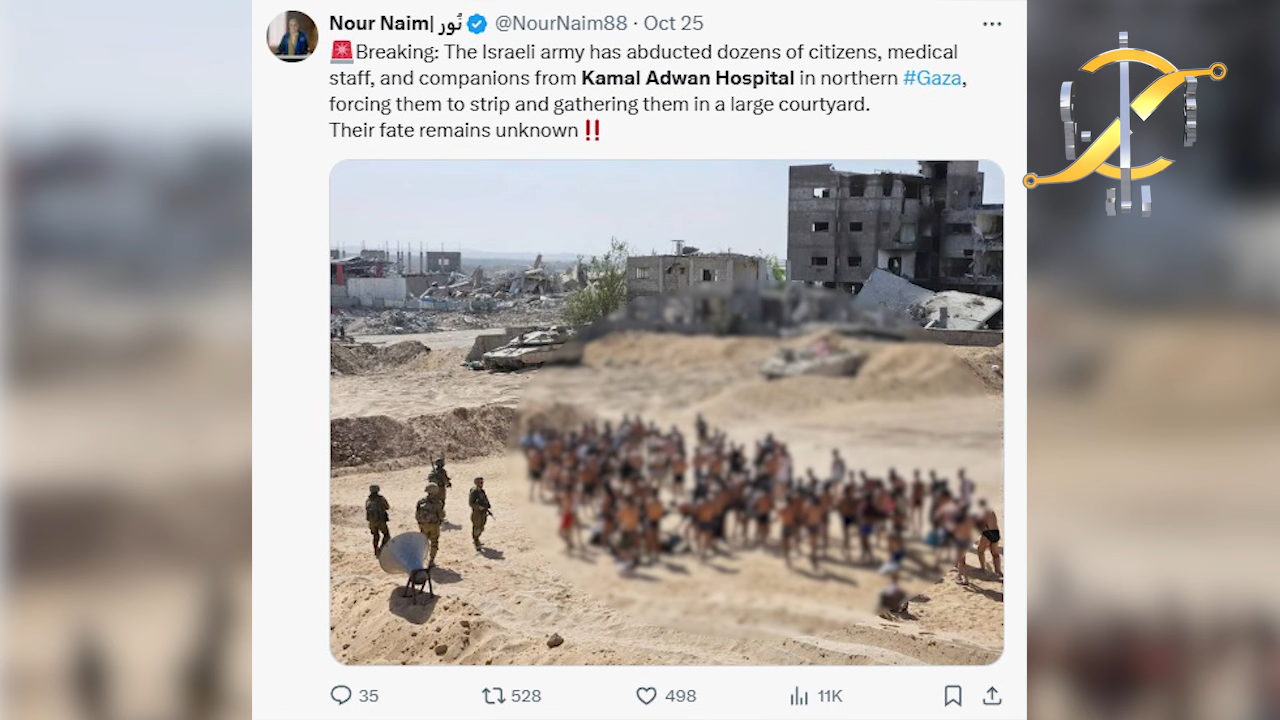 Nour Naim| نُور @NourNaim88 · Oct 25
🚨Breaking: The Israeli army has abducted dozens of citizens, medical
staff, and companions from Kamal Adwan Hospital in northern #Gaza,
forcing them to strip and gathering them in a large courtyard.
Their fate remains unknown ‼️
35 528 498 11K